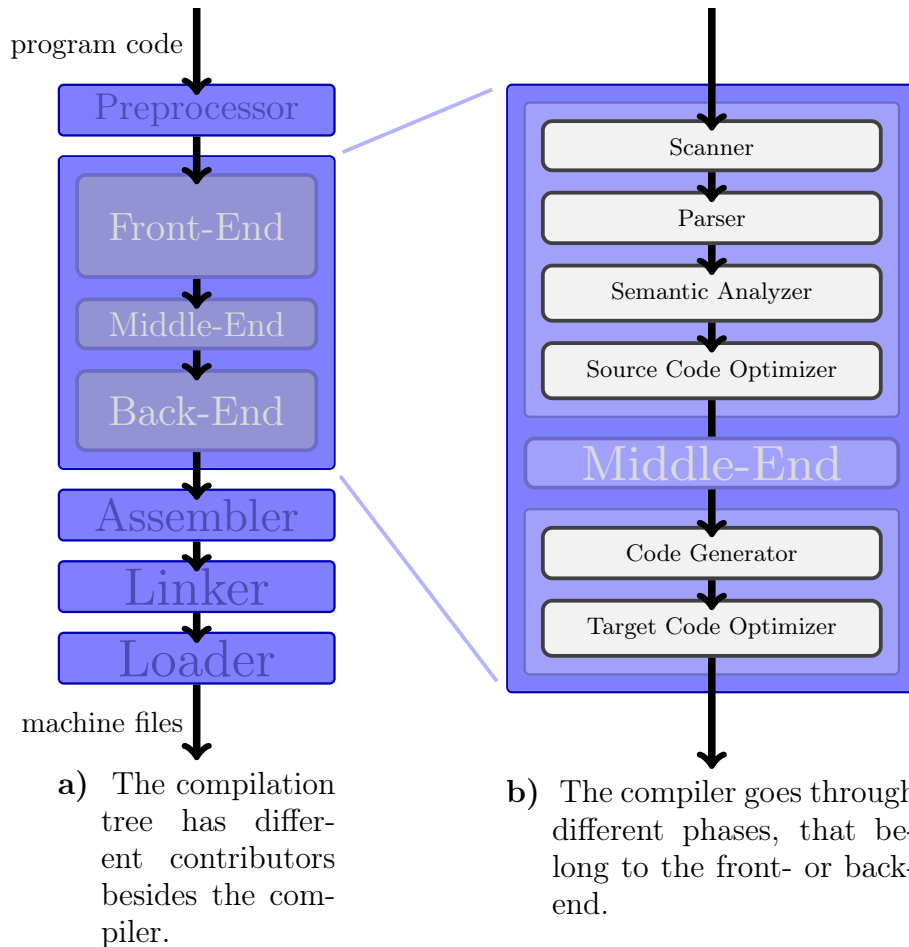 program code
Preprocessor
Front-End
Middle-End
Back-End
Assembler
Linker
Loader
machine files
a) The compilation
tree has differ-
ent contributors
besides the com-
piler.
Scanner
Parser
Semantic Analyzer
Source Code Optimizer
Middle-End
Code Generator
Target Code Optimizer
b) The compiler goes through
different phases, that be-
long to the front- or back-
end.